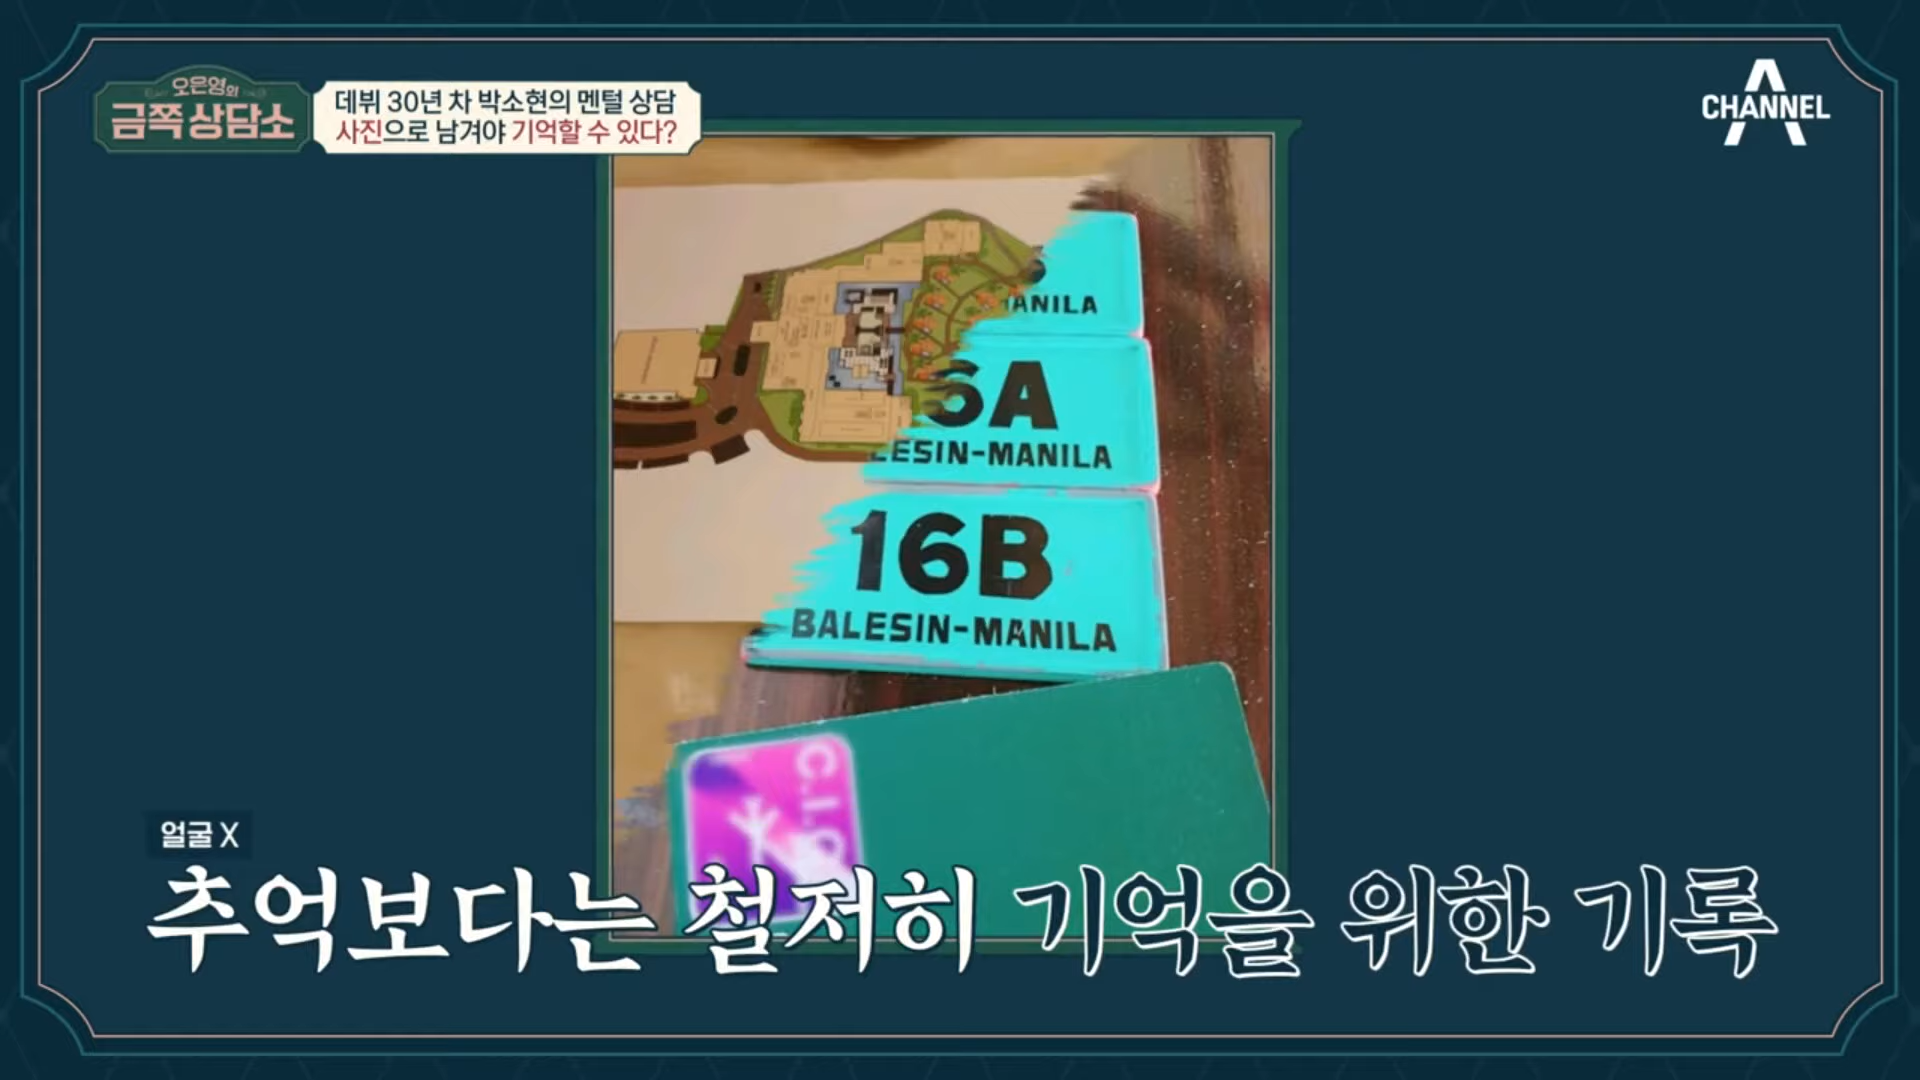 오은영의
금쪽 상담소
데뷔 30년 차 박소현의 멘털 상담
사진으로 남겨야 기억할 수 있다?
CHANNEL A
MANILA
6A
BALESIN-MANILA
16B
BALESIN-MANILA
얼굴 X
추억보다는 철저히 기억을 위한 기록